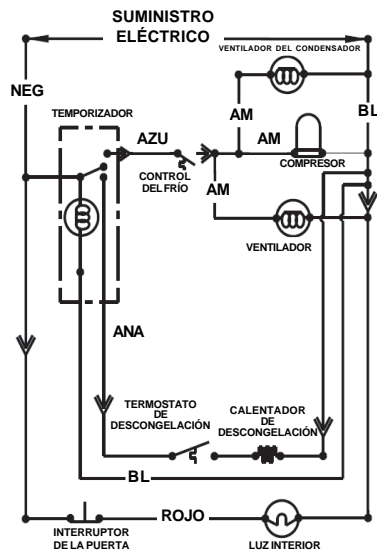 SUMINISTRO
ELÉCTRICO
VENTILADOR DEL CONDENSADOR
NEG
BL
TEMPORIZADOR
AM
AZU
AM
CONTROL
DEL FRÍO
COMPRESOR
AM
VENTILADOR
ANA
TERMOSTATO
DE
DESCONGELACIÓN
CALENTADOR
DE
DESCONGELACIÓN
BL
ROJO
INTERRUPTOR
DE LA PUERTA
LUZ INTERIOR